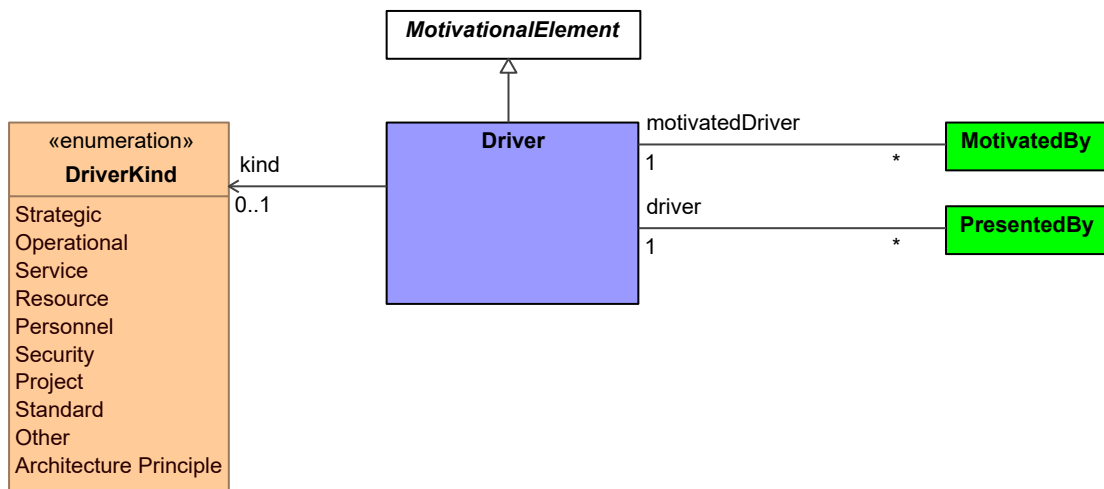 MotivationalElement
«enumeration»
DriverKind
Strategic
Operational
Service
Resource
Personnel
Security
Project
Standard
Other
Architecture Principle
kind
0..1
Driver
motivatedDriver
1
*
MotivatedBy
driver
1
*
PresentedBy